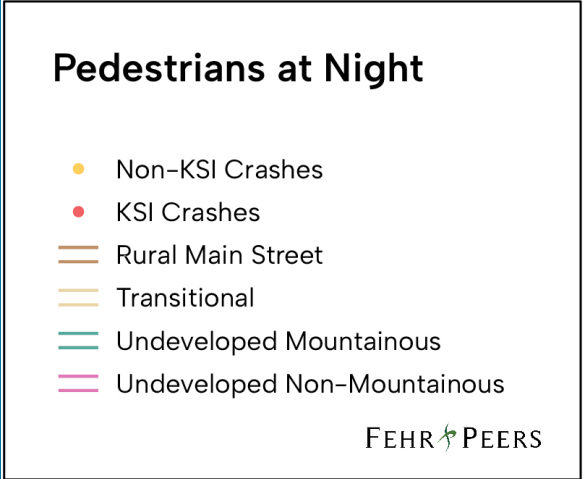 Pedestrians at Night
Non-KSI Crashes
KSI Crashes
Rural Main Street
Transitional
Undeveloped Mountainous
Undeveloped Non-Mountainous
FEHR PEERS